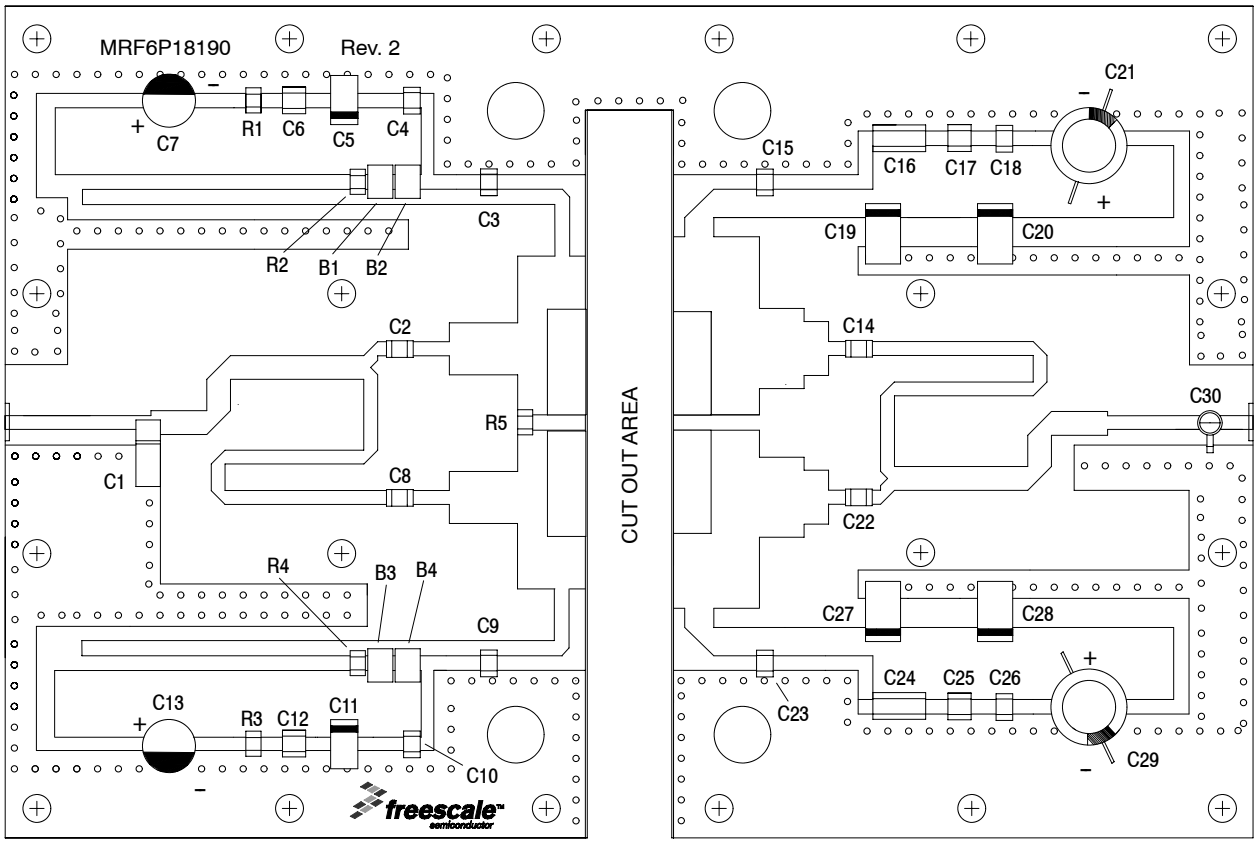 MRF6P18190 Rev. 2
C21
-
-
+
C7
R1
C6
C5
C4
C15
C16
C17
C18
+
C3
C19
C20
R2
B1
B2
C2
C14
R5
CUT OUT AREA
C30
C1
C8
C22
R4
B3
B4
C9
C27
C28
C13
+
R3
C12
C11
C10
-
C24
C25
C26
+
C23
C29
-
freescale™
semiconductor